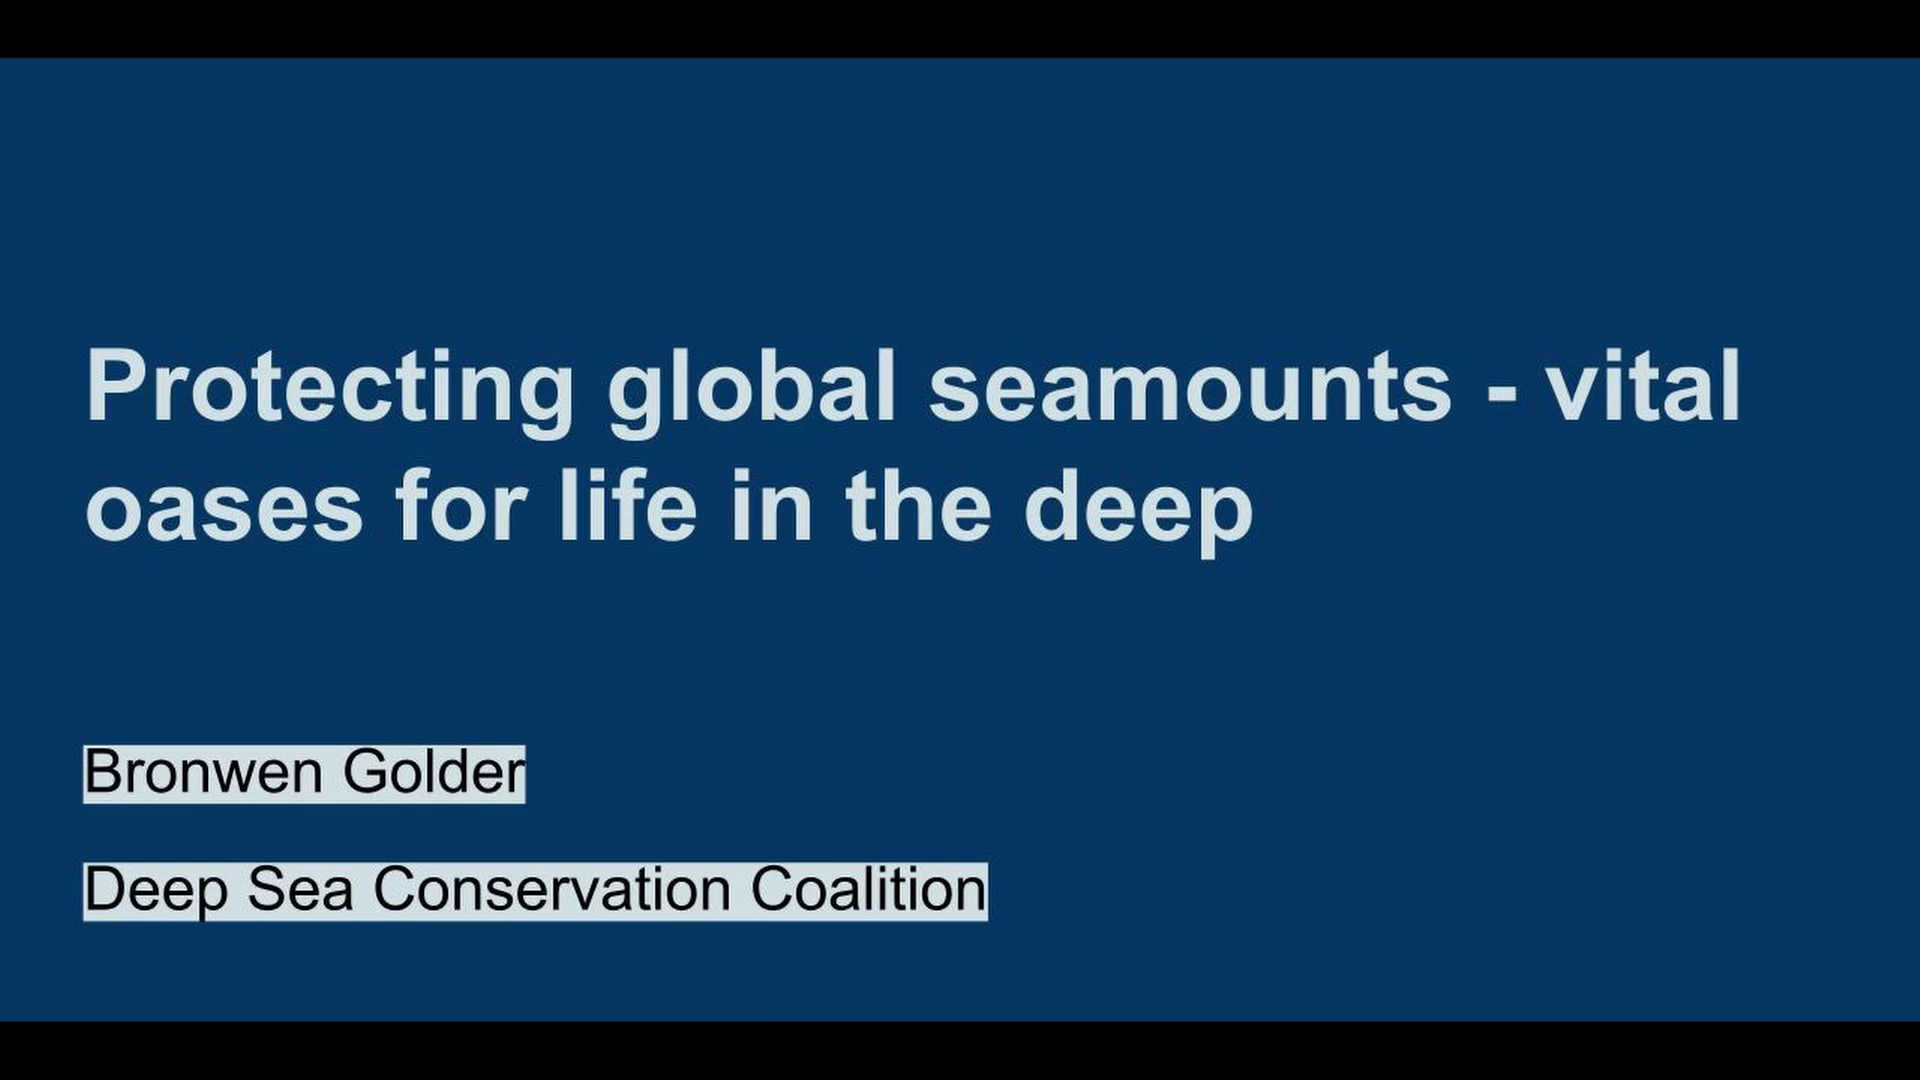 Protecting global seamounts - vital
oases for life in the deep
Bronwen Golder
Deep Sea Conservation Coalition